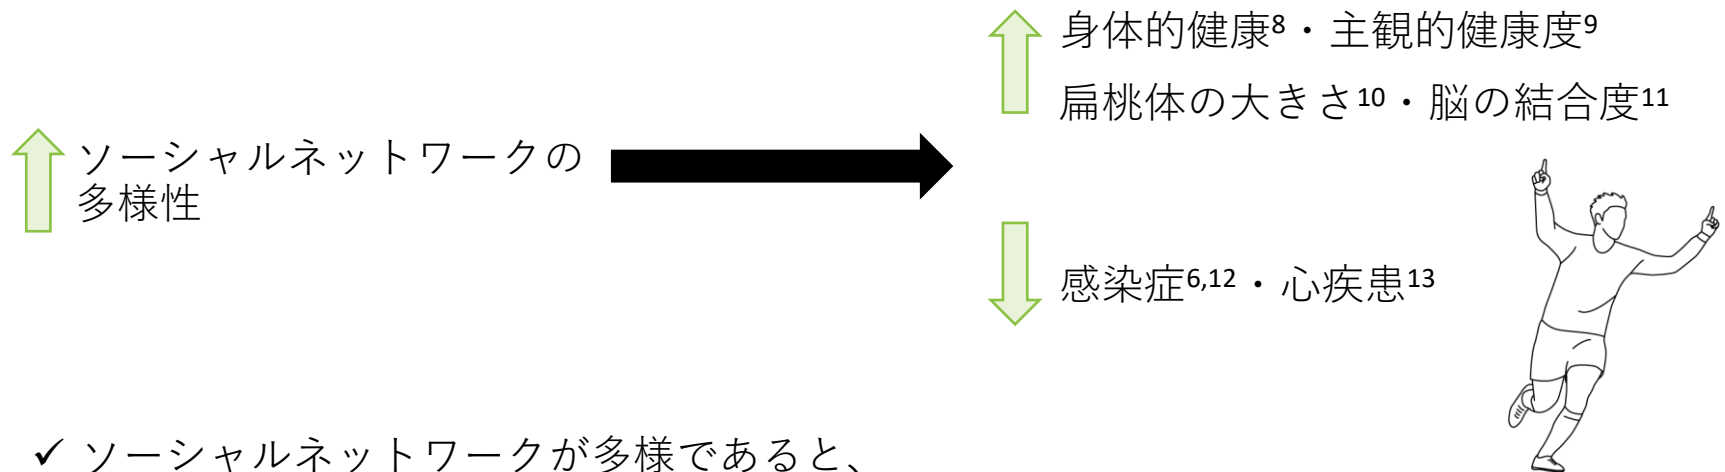 身体的健康8・主観的健康度9
扁桃体の大きさ10・脳の結合度11
ソーシャルネットワークの
多様性
感染症6,12・心疾患13
✓ ソーシャルネットワークが多様であると、